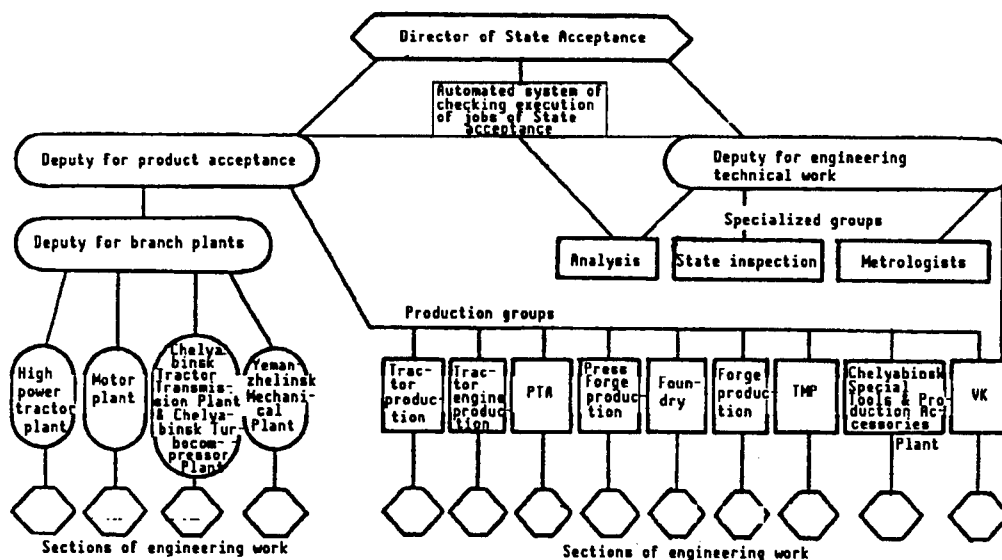 Director of State Acceptance
Automated system of
checking execution
of jobs of State
acceptance
Deputy for product acceptance
Deputy for engineering
technical work
Specialized groups
Deputy for branch plants
Analysis
State inspection
Metrologists
Production groups
High
power
tractor
plant
Motor
plant
Chelya-
binsk
Tractor
Transmis-
sion Plant
& Chelya-
binsk Tur-
bocom-
pressor
Plant
Yeman
zhelinsk
Mechani-
cal
Plant
Trac-
tor
production
Trac-
tor
engine
production
PTA
Press
Forge
produc-
tion
Foun-
dry
Forge
produc-
tion
TMP
Chelyabinsk
Special
Tools & Pro-
duction Ac-
cessories
Plant
VK
... ...
Sections of engineering work
Sections of engineering work